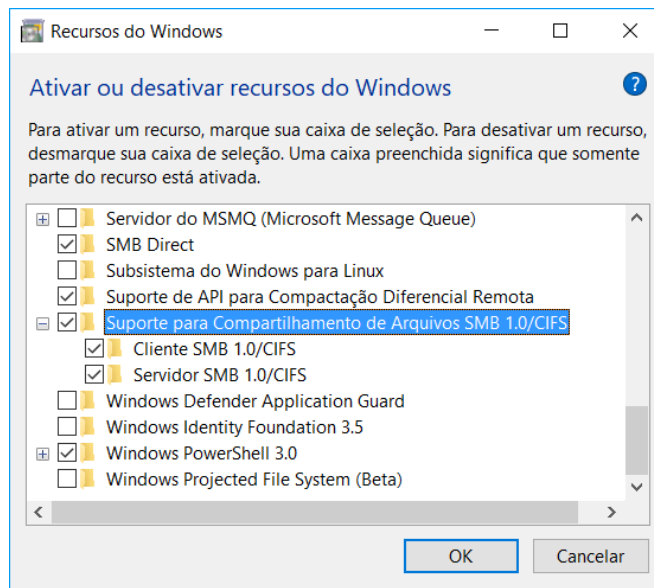 Recursos do Windows
Ativar ou desativar recursos do Windows
?
Para ativar um recurso, marque sua caixa de seleção. Para desativar um recurso,
desmarque sua caixa de seleção. Uma caixa preenchida significa que somente
parte do recurso está ativada.
Servidor do MSMQ (Microsoft Message Queue)
SMB Direct
Subsistema do Windows para Linux
Suporte de API para Compactação Diferencial Remota
Suporte para Compartilhamento de Arquivos SMB 1.0/CIFS
Cliente SMB 1.0/CIFS
Servidor SMB 1.0/CIFS
Windows Defender Application Guard
Windows Identity Foundation 3.5
Windows PowerShell 3.0
Windows Projected File System (Beta)
OK
Cancelar